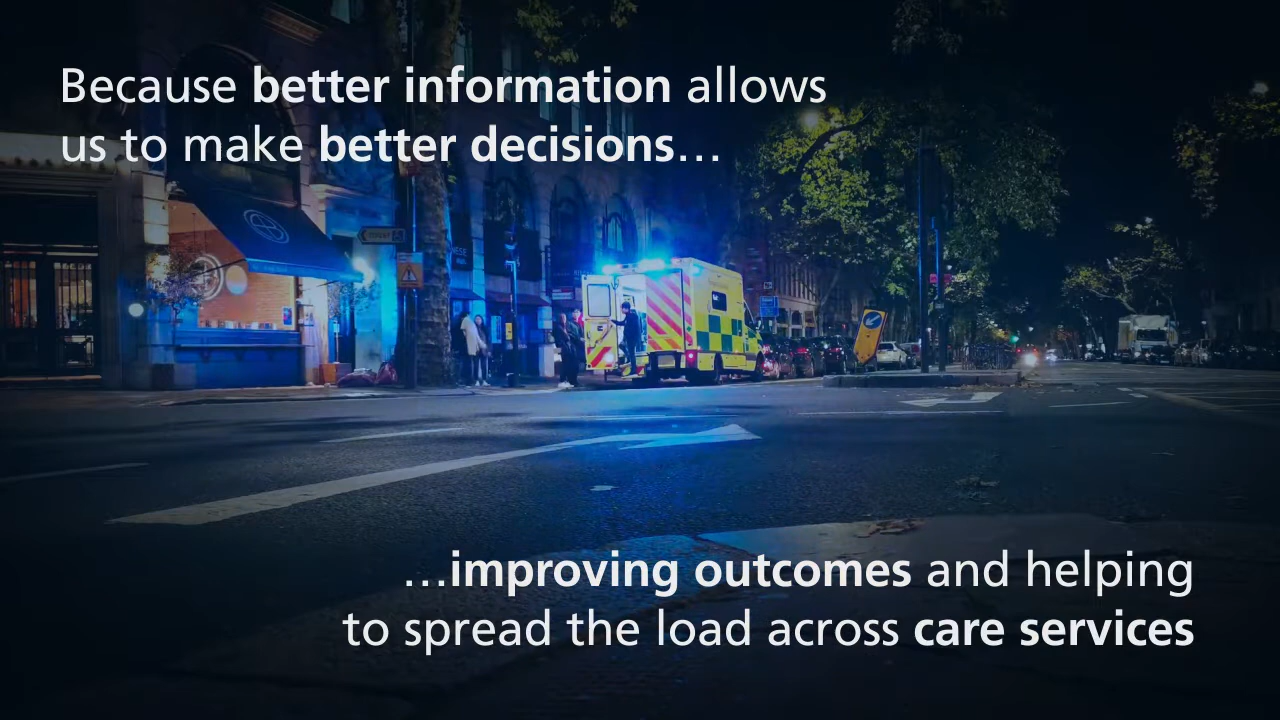 Because better information allows
us to make better decisions…
…improving outcomes and helping
to spread the load across care services